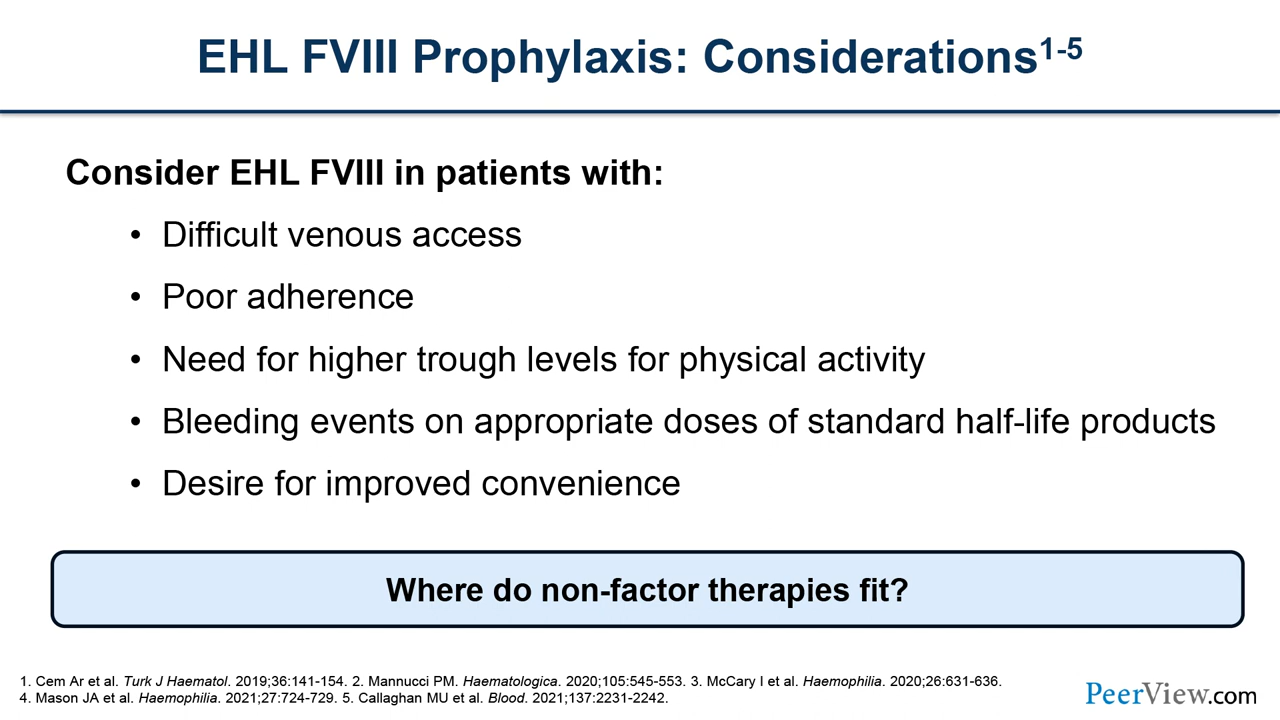 EHL FVIII Prophylaxis: Considerations1-5
Consider EHL FVIII in patients with:
• Difficult venous access
• Poor adherence
• Need for higher trough levels for physical activity
• Bleeding events on appropriate doses of standard half-life products
• Desire for improved convenience
Where do non-factor therapies fit?
1. Cem Ar et al. Turk J Haematol. 2019;36:141-154. 2. Mannucci PM. Haematologica. 2020;105:545-553. 3. McCary I et al. Haemophilia. 2020;26:631-636.
4. Mason JA et al. Haemophilia. 2021;27:724-729. 5. Callaghan MU et al. Blood. 2021;137:2231-2242.
PeerView.com